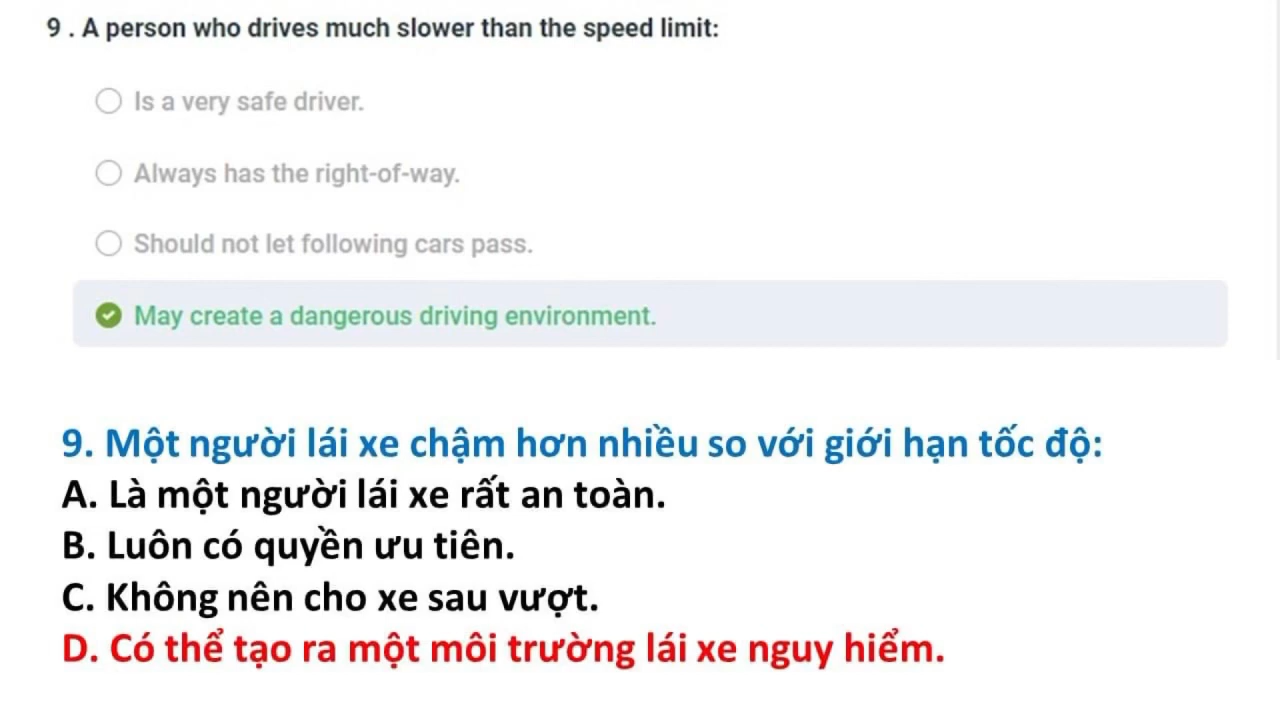 9 . A person who drives much slower than the speed limit:
Is a very safe driver.
Always has the right-of-way.
Should not let following cars pass.
May create a dangerous driving environment.
9. Một người lái xe chậm hơn nhiều so với giới hạn tốc độ:
A. Là một người lái xe rất an toàn.
B. Luôn có quyền ưu tiên.
C. Không nên cho xe sau vượt.
D. Có thể tạo ra một môi trường lái xe nguy hiểm.